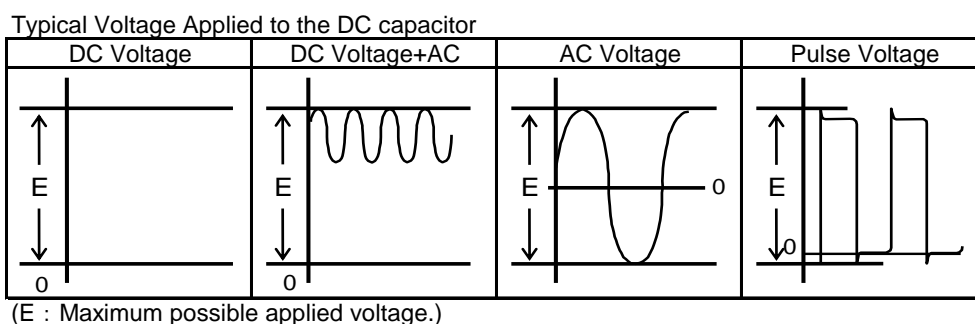 Typical Voltage Applied to the DC capacitor
DC Voltage DC Voltage+AC AC Voltage Pulse Voltage
E E E 0 E
0
0 0
(E：Maximum possible applied voltage.)